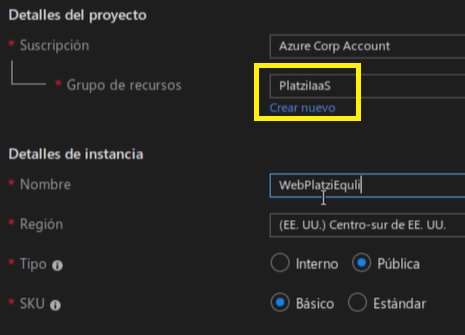 Detalles del proyecto
* Suscripción Azure Corp Account
* Grupo de recursos PlatziIaaS
Crear nuevo
Detalles de instancia
* Nombre WebPlatziEquli
* Región (EE. UU.) Centro-sur de EE. UU.
* Tipo Interno Pública
* SKU Básico Estándar